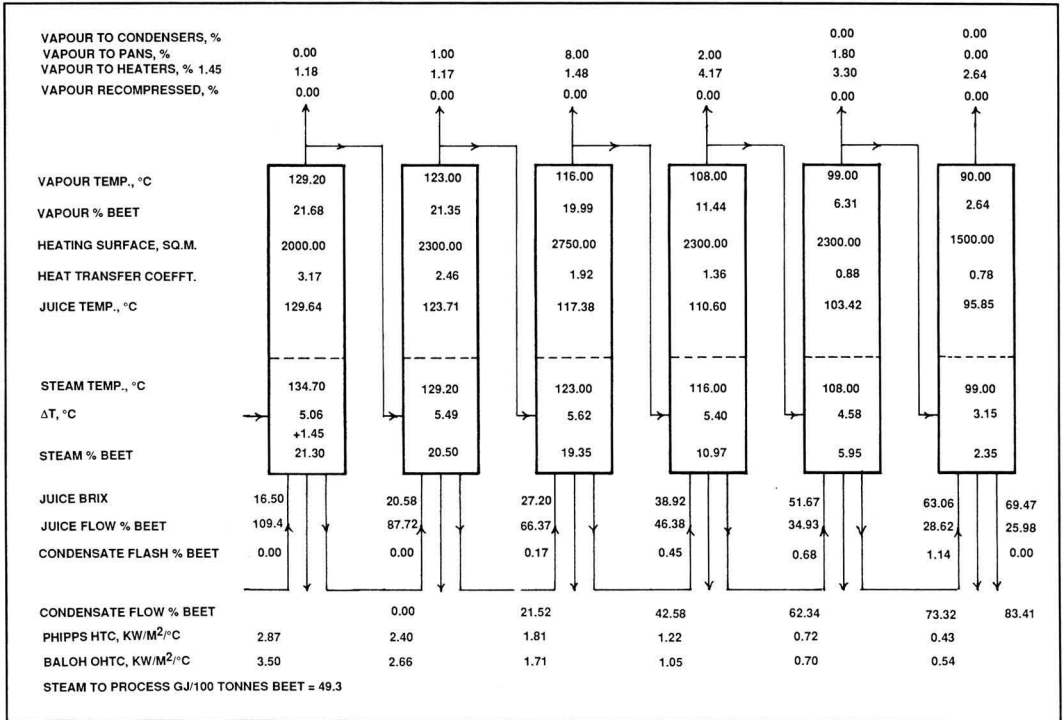 VAPOUR TO CONDENSERS, % 0.00 0.00
VAPOUR TO PANS, % 0.00 1.00 8.00 2.00 1.80 0.00
VAPOUR TO HEATERS, % 1.45 1.18 1.17 1.48 4.17 3.30 2.64
VAPOUR RECOMPRESSED, % 0.00 0.00 0.00 0.00 0.00 0.00
VAPOUR TEMP., °C 129.20 123.00 116.00 108.00 99.00 90.00
VAPOUR % BEET 21.68 21.35 19.99 11.44 6.31 2.64
HEATING SURFACE, SQ.M. 2000.00 2300.00 2750.00 2300.00 2300.00 1500.00
HEAT TRANSFER COEFFT. 3.17 2.46 1.92 1.36 0.88 0.78
JUICE TEMP., °C 129.64 123.71 117.38 110.60 103.42 95.85
STEAM TEMP., °C 134.70 129.20 123.00 116.00 108.00 99.00
ΔT, °C 5.06 5.49 5.62 5.40 4.58 3.15
+1.45
STEAM % BEET 21.30 20.50 19.35 10.97 5.95 2.35
JUICE BRIX 16.50 20.58 27.20 38.92 51.67 63.06 69.47
JUICE FLOW % BEET 109.4 87.72 66.37 46.38 34.93 28.62 25.98
CONDENSATE FLASH % BEET 0.00 0.00 0.17 0.45 0.68 1.14 0.00
CONDENSATE FLOW % BEET 0.00 21.52 42.58 62.34 73.32 83.41
PHIPPS HTC, KW/M²/°C 2.87 2.40 1.81 1.22 0.72 0.43
BALOH OHTC, KW/M²/°C 3.50 2.66 1.71 1.05 0.70 0.54
STEAM TO PROCESS GJ/100 TONNES BEET = 49.3